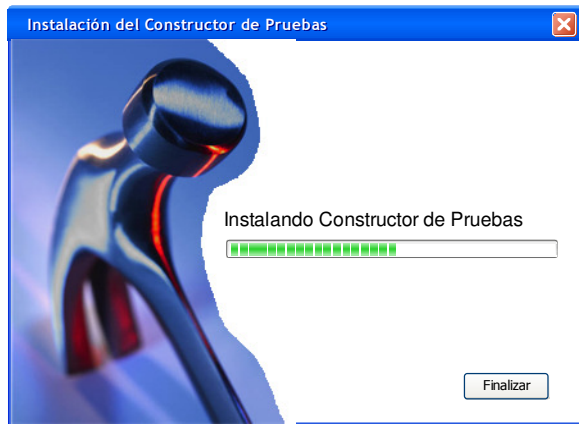 Instalación del Constructor de Pruebas
Instalando Constructor de Pruebas
Finalizar